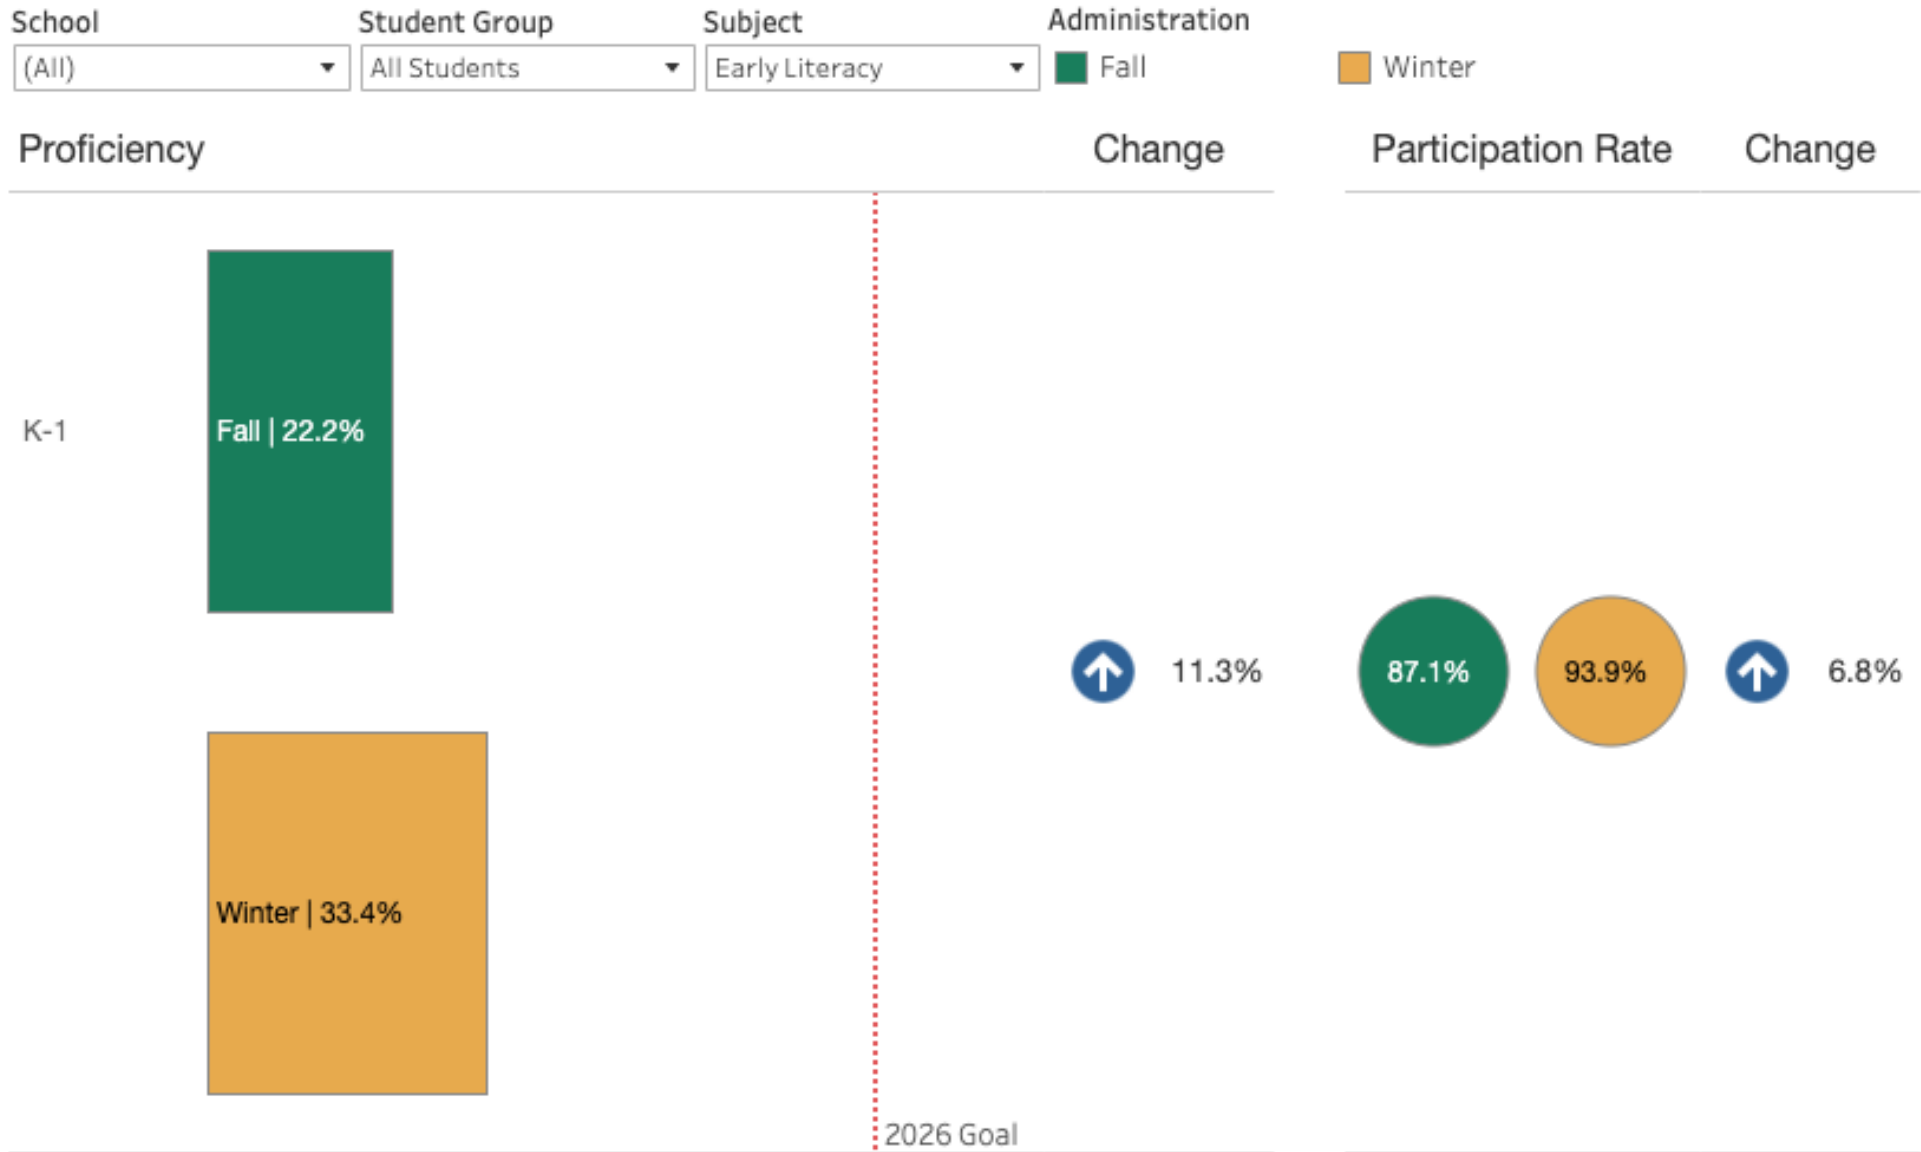 School
Student Group
Subject
Administration
(All)
All Students
Early Literacy
Fall
Winter
Proficiency
Change
Participation Rate
Change
K-1
Fall | 22.2%
11.3%
87.1%
93.9%
6.8%
Winter | 33.4%
2026 Goal